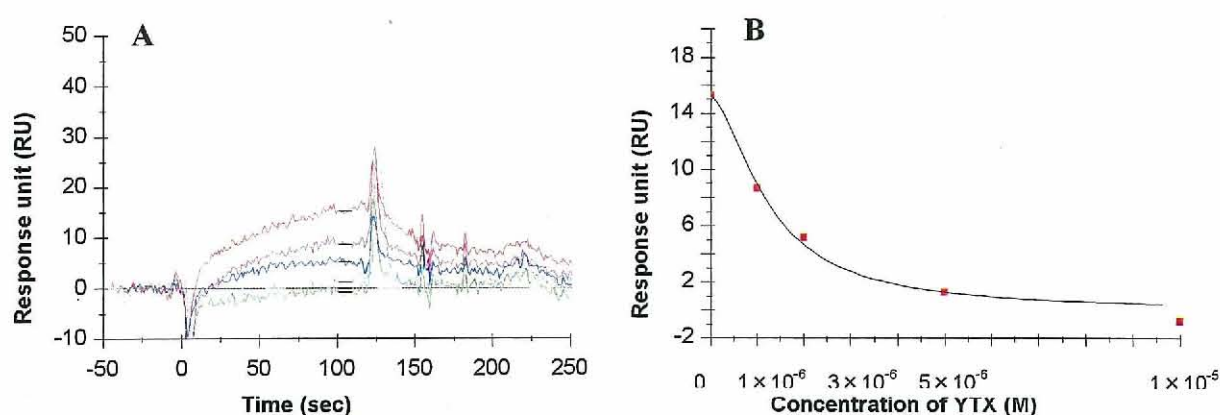 A
50
40
30
20
10
0
-10
Response unit (RU)
-50 0 50 100 150 200 250
Time (sec)
B
18
14
10
6
2
-2
Response unit (RU)
0 1×10⁻⁶ 3×10⁻⁶ 5×10⁻⁶ 1×10⁻⁵
Concentration of YTX (M)